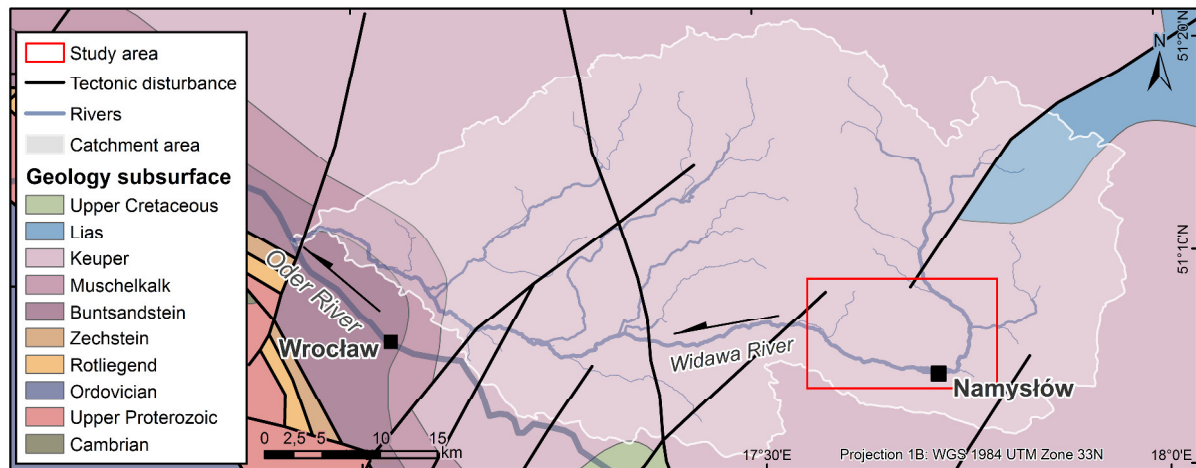 Study area
Tectonic disturbance
Rivers
Catchment area
Geology subsurface
Upper Cretaceous
Lias
Keuper
Muschelkalk
Buntsandstein
Zechstein
Rotliegend
Ordovician
Upper Proterozoic
Cambrian
N
51°20'N
51°10'N
Oder River
Wrocław
Widawa River
Namysłów
0 2,5 5 10 15
km
17°30'E
18°0'E
Projection 1B: WGS 1984 UTM Zone 33N